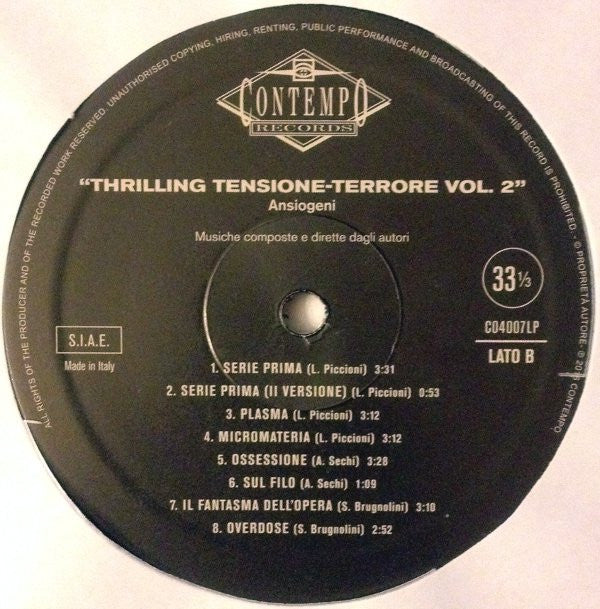 ALL RIGHTS OF THE PRODUCER AND OF THE RECORDED WORK RESERVED. UNAUTHORISED COPYING, HIRING, RENTING, PUBLIC PERFORMANCE AND BROADCASTING OF THIS RECORD IS PROHIBITED. - © PROPRIETÀ AUTORE - ℗ CONTEMPO
CONTEMPO
RECORDS
“THRILLING TENSIONE-TERRORE VOL. 2”
Ansiogeni
Musiche composte e dirette dagli autori
33 1/3
C04007LP
LATO B
S.I.A.E.
Made in Italy
1. SERIE PRIMA (L. Piccioni) 3:31
2. SERIE PRIMA (II VERSIONE) (L. Piccioni) 0:53
3. PLASMA (L. Piccioni) 3:12
4. MICROMATERIA (L. Piccioni) 3:12
5. OSSESSIONE (A. Sechi) 3:28
6. SUL FILO (A. Sechi) 1:09
7. IL FANTASMA DELL'OPERA (S. Brugnolini) 3:10
8. OVERDOSE (S. Brugnolini) 2:52